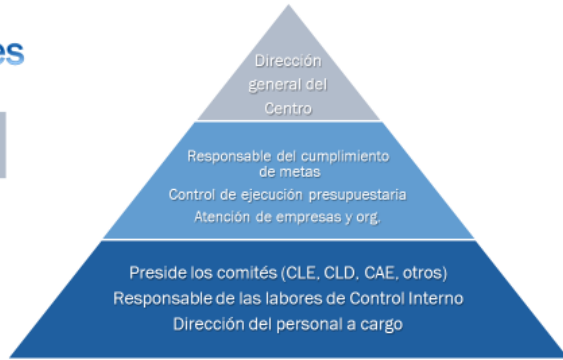 es
Dirección
general del
Centro
Responsable del cumplimiento
de metas
Control de ejecución presupuestaria
Atención de empresas y org.
Preside los comités (CLE, CLD, CAE, otros)
Responsable de las labores de Control Interno
Dirección del personal a cargo